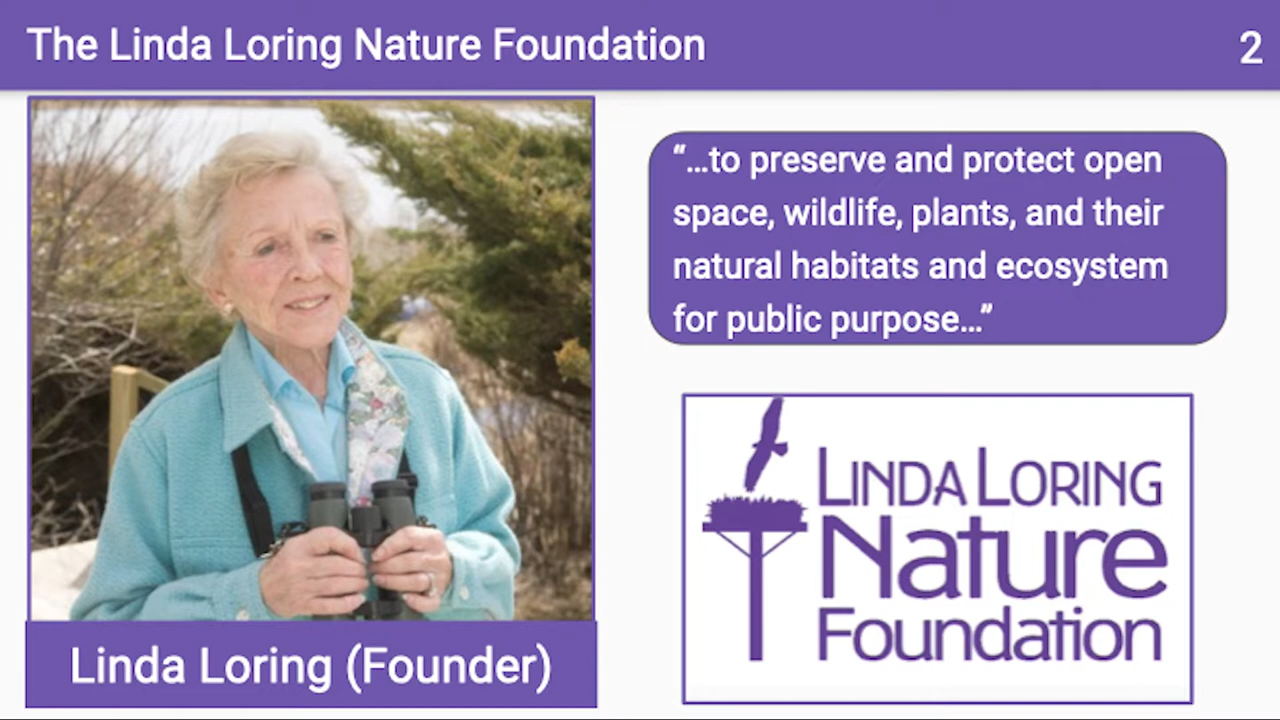 The Linda Loring Nature Foundation
2
“...to preserve and protect open
space, wildlife, plants, and their
natural habitats and ecosystem
for public purpose...”
LINDA LORING
Nature
Foundation
Linda Loring (Founder)